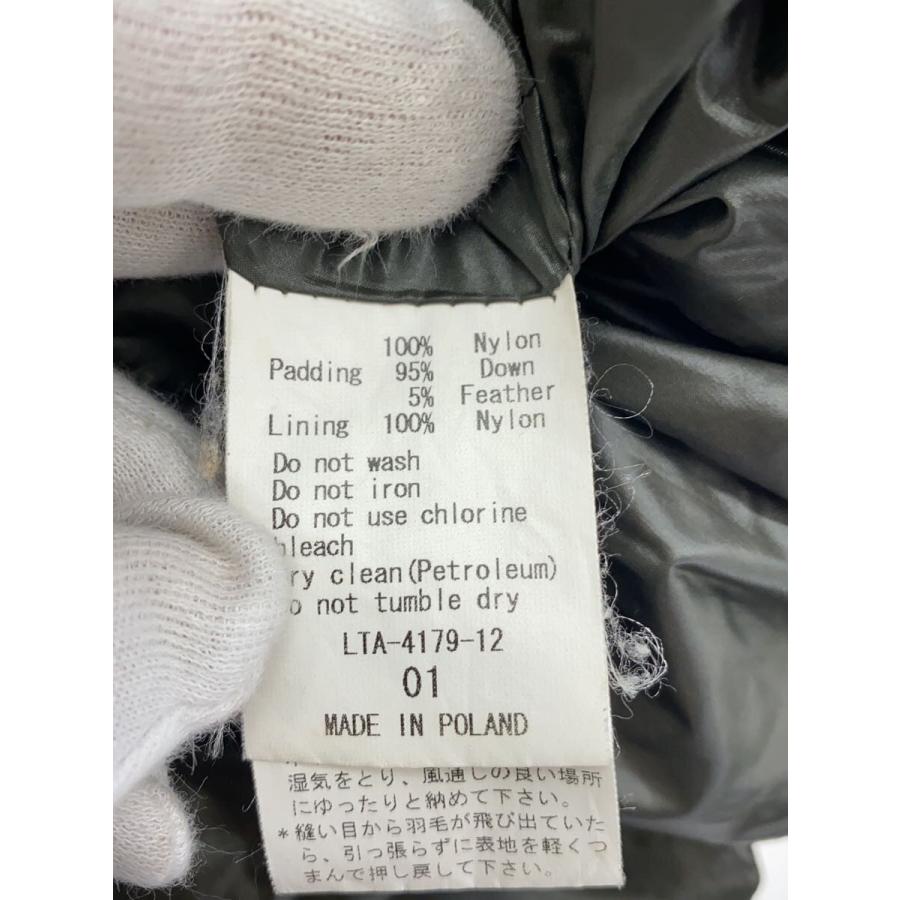 100% Nylon
Padding 95% Down
5% Feather
Lining 100% Nylon
Do not wash
Do not iron
Do not use chlorine
bleach
ry clean(Petroleum)
o not tumble dry
LTA-4179-12
01
MADE IN POLAND
湿気をとり、風通しの良い場所
にゆったりと納めて下さい。
*縫い目から羽毛が飛び出ていた
ら、引っ張らずに表地を軽くつ
まんで押し戻して下さい。